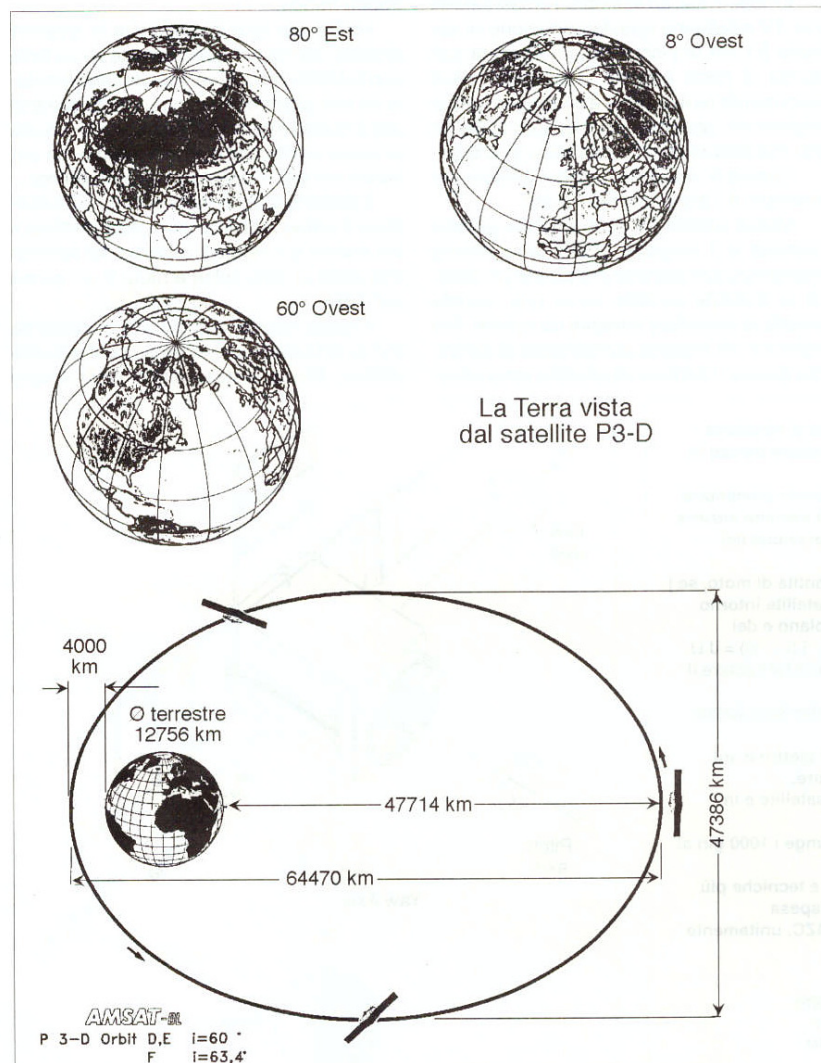 80° Est
8° Ovest
60° Ovest
La Terra vista
dal satellite P3-D
4000
km
Ø terrestre
12756 km
47714 km
64470 km
47386 km
AMSAT-DL
P 3-D Orbit D,E i=60 °
F i=63,4°